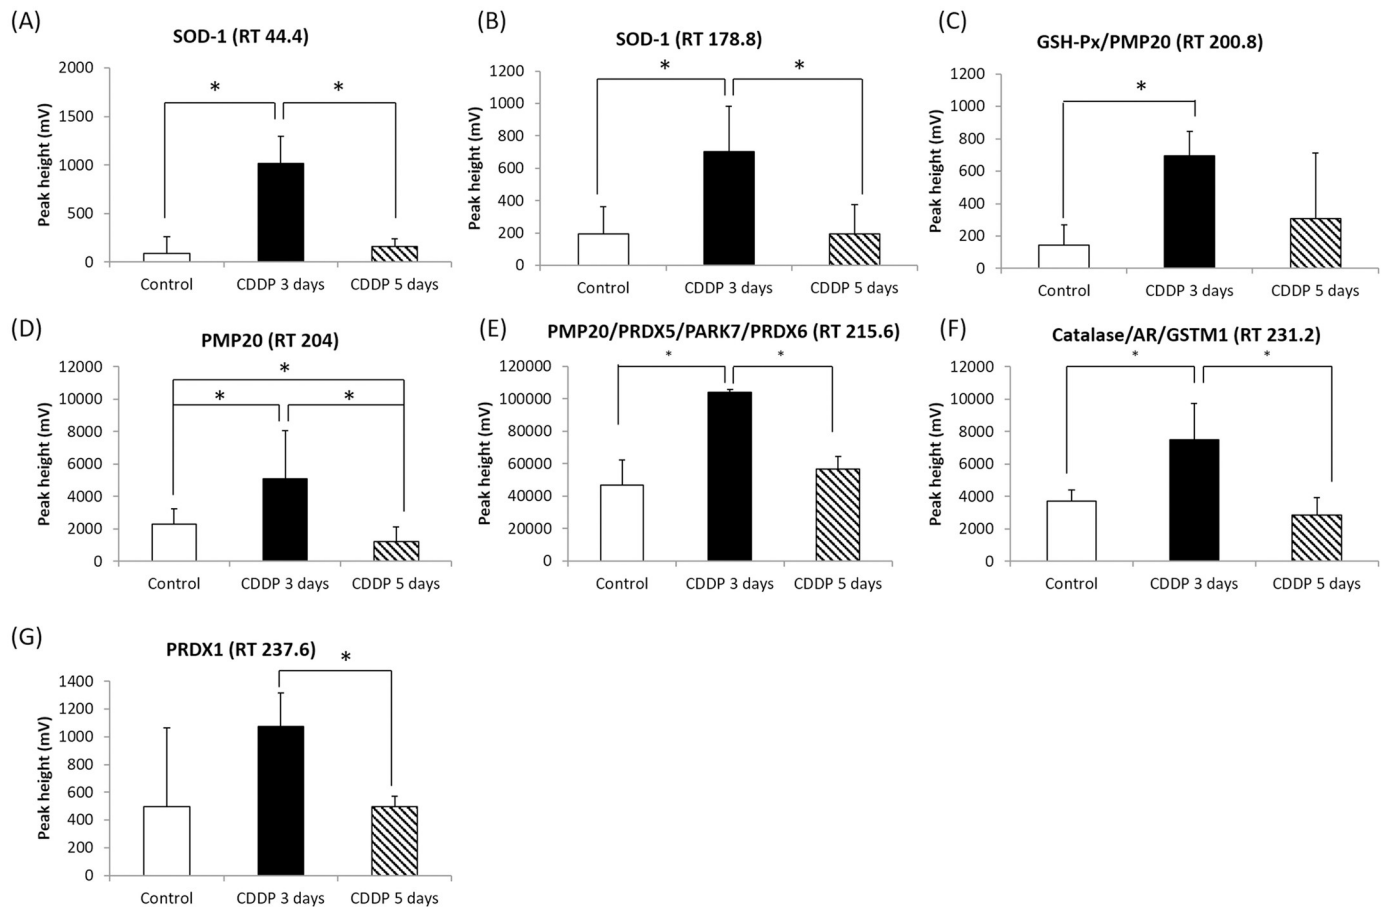 (A)
SOD-1 (RT 44.4)
Peak height (mV)
2000
1500
1000
500
0
*
*
Control
CDDP 3 days
CDDP 5 days
(B)
SOD-1 (RT 178.8)
Peak height (mV)
1200
1000
800
600
400
200
0
*
*
Control
CDDP 3 days
CDDP 5 days
(C)
GSH-Px/PMP20 (RT 200.8)
Peak height (mV)
1200
1000
800
600
400
200
0
*
Control
CDDP 3 days
CDDP 5 days
(D)
PMP20 (RT 204)
Peak height (mV)
12000
10000
8000
6000
4000
2000
0
*
*
*
Control
CDDP 3 days
CDDP 5 days
(E)
PMP20/PRDX5/PARK7/PRDX6 (RT 215.6)
Peak height (mV)
120000
100000
80000
60000
40000
20000
0
*
*
Control
CDDP 3 days
CDDP 5 days
(F)
Catalase/AR/GSTM1 (RT 231.2)
Peak height (mV)
12000
10000
8000
6000
4000
2000
0
*
*
Control
CDDP 3 days
CDDP 5 days
(G)
PRDX1 (RT 237.6)
Peak height (mV)
1400
1200
1000
800
600
400
200
0
*
Control
CDDP 3 days
CDDP 5 days